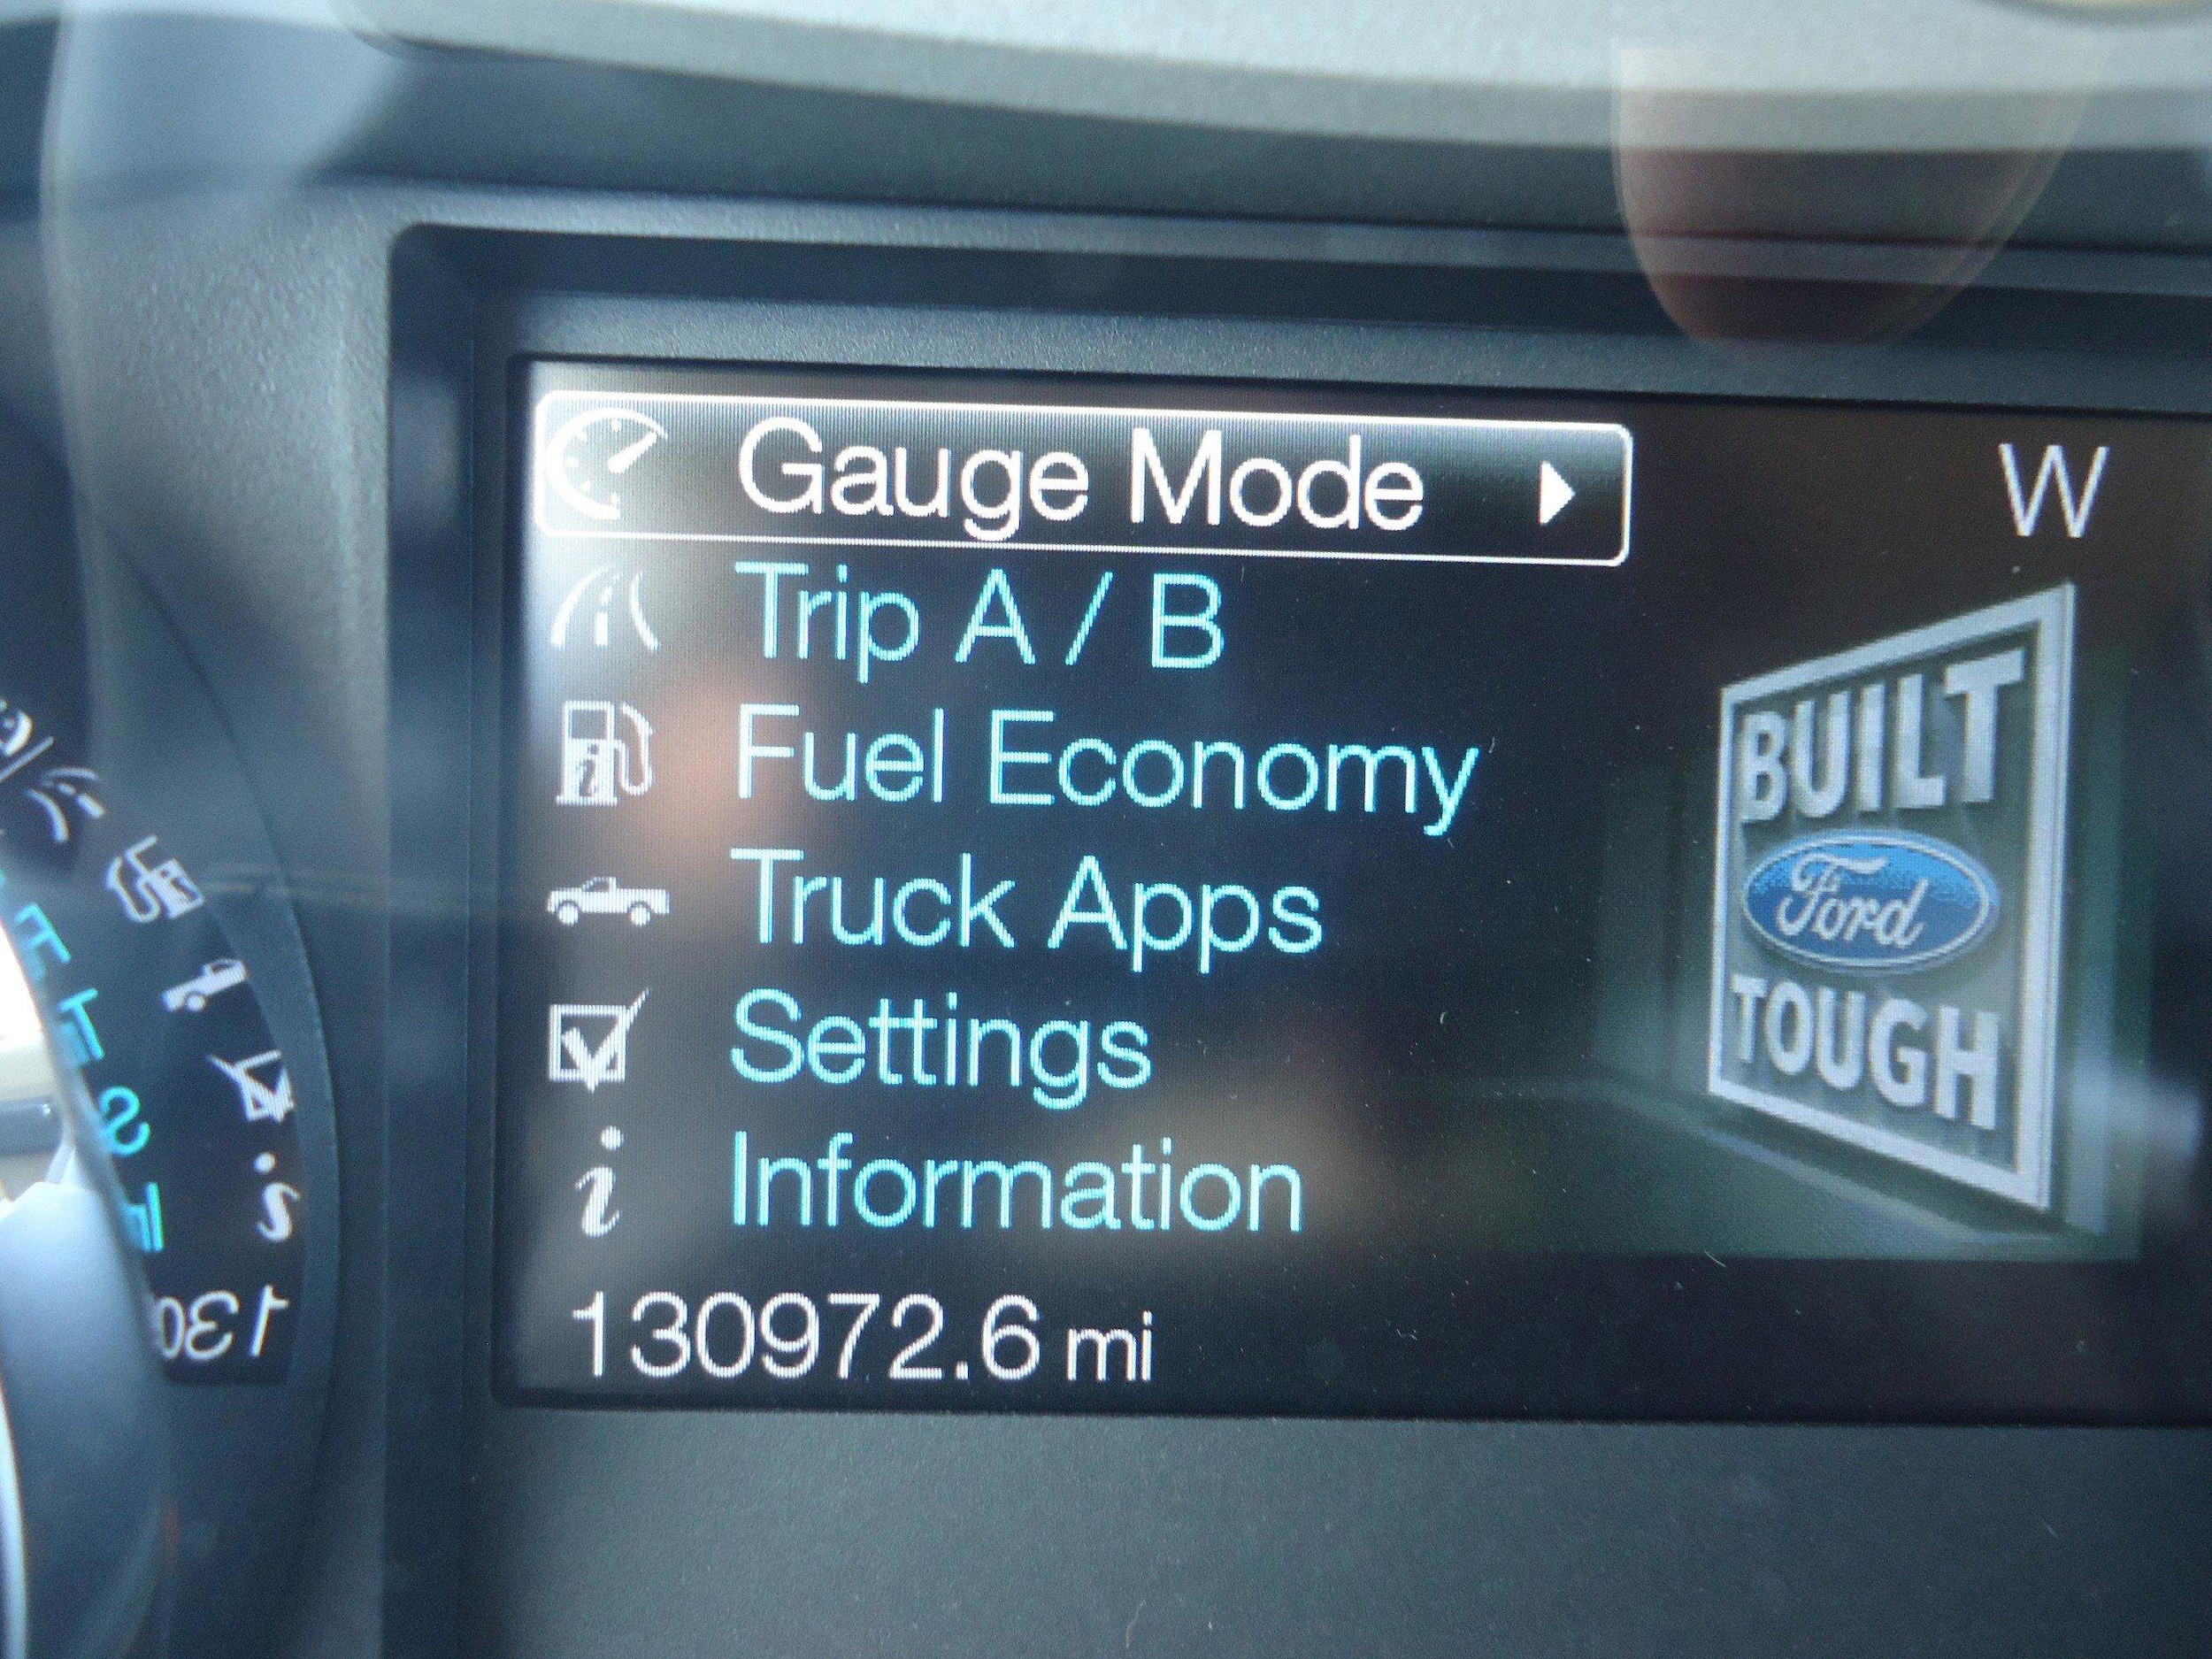 Gauge Mode
W
Trip A / B
Fuel Economy
Truck Apps
Settings
Information
BUILT
Ford
TOUGH
130972.6 mi